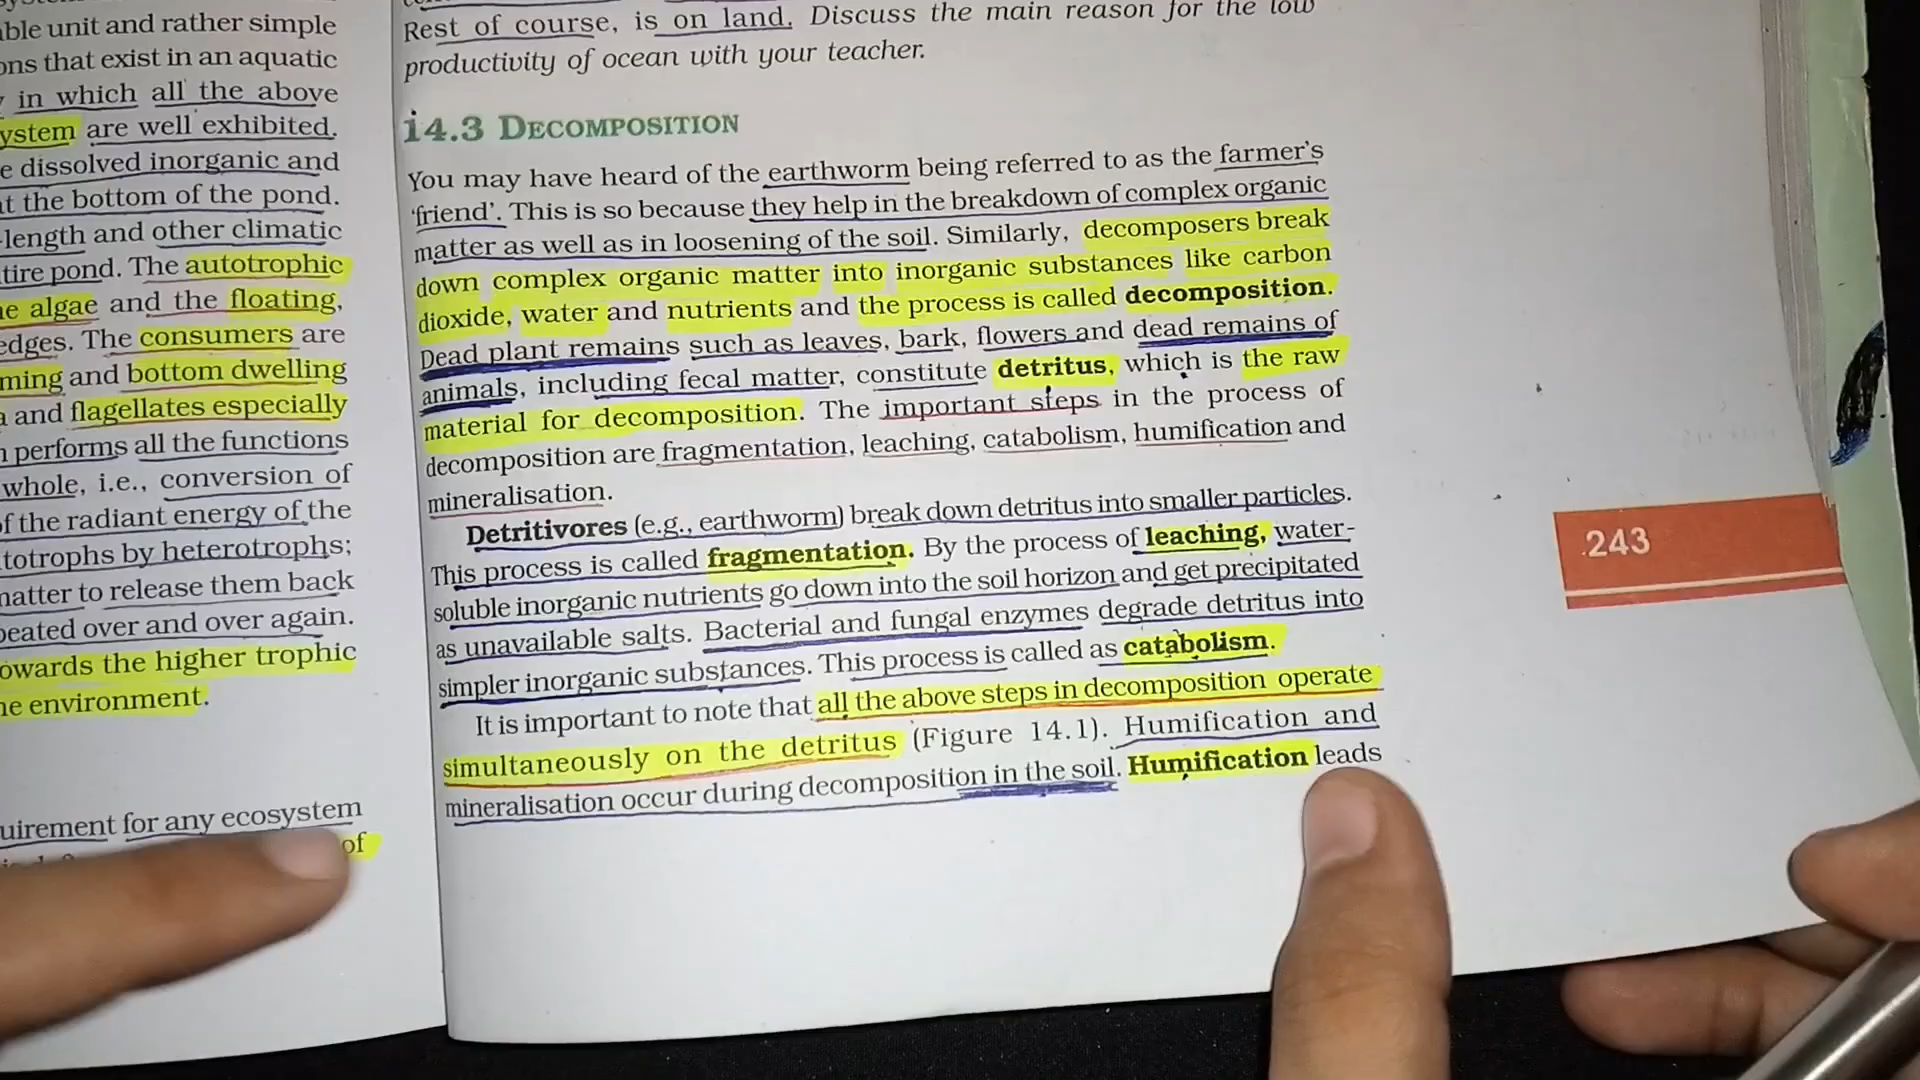 ble unit and rather simple
ons that exist in an aquatic
in which all the above
ystem are well exhibited.
e dissolved inorganic and
at the bottom of the pond.
-length and other climatic
tire pond. The autotrophic
e algae and the floating,
edges. The consumers are
ming and bottom dwelling
and flagellates especially
performs all the functions
whole, i.e., conversion of
of the radiant energy of the
totrophs by heterotrophs;
matter to release them back
peated over and over again.
owards the higher trophic
e environment.
uirement for any ecosystem
of
Rest of course, is on land. Discuss the main reason for the low
productivity of ocean with your teacher.
14.3 DECOMPOSITION
You may have heard of the earthworm being referred to as the farmer's
'friend'. This is so because they help in the breakdown of complex organic
matter as well as in loosening of the soil. Similarly, decomposers break
down complex organic matter into inorganic substances like carbon
dioxide, water and nutrients and the process is called decomposition.
Dead plant remains such as leaves, bark, flowers and dead remains of
animals, including fecal matter, constitute detritus, which is the raw
material for decomposition. The important steps in the process of
decomposition are fragmentation, leaching, catabolism, humification and
mineralisation.
Detritivores (e.g., earthworm) break down detritus into smaller particles.
This process is called fragmentation. By the process of leaching, water-
soluble inorganic nutrients go down into the soil horizon and get precipitated
as unavailable salts. Bacterial and fungal enzymes degrade detritus into
simpler inorganic substances. This process is called as catabolism.
It is important to note that all the above steps in decomposition operate
simultaneously on the detritus (Figure 14.1). Humification and
mineralisation occur during decomposition in the soil. Humification leads
243